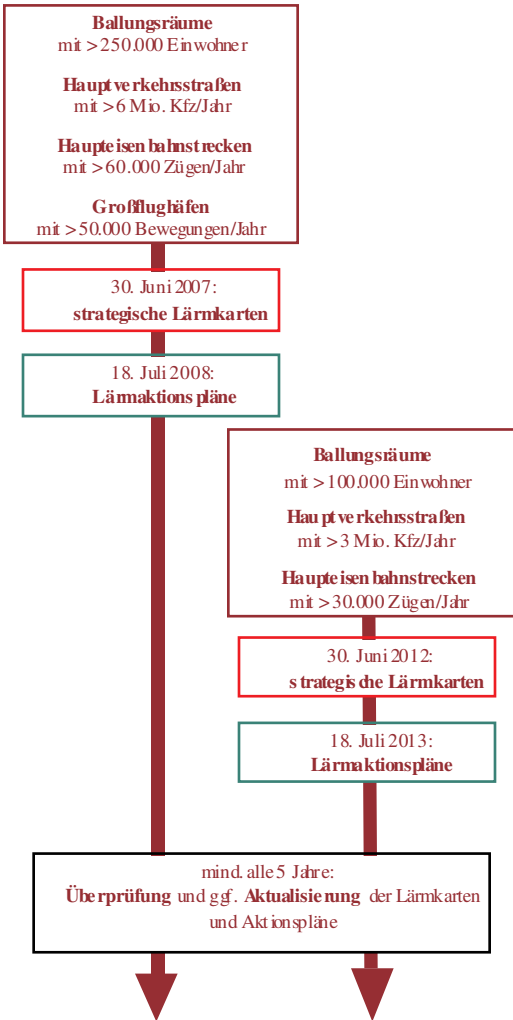 Ballungsräume
mit > 250.000 Einwohner
Hauptverkehrsstraßen
mit > 6 Mio. Kfz/Jahr
Haupteisenbahnstrecken
mit > 60.000 Zügen/Jahr
Großflughäfen
mit > 50.000 Bewegungen/Jahr
30. Juni 2007:
strategische Lärmkarten
18. Juli 2008:
Lärmaktionspläne
Ballungsräume
mit > 100.000 Einwohner
Hauptverkehrsstraßen
mit > 3 Mio. Kfz/Jahr
Haupteisenbahnstrecken
mit > 30.000 Zügen/Jahr
30. Juni 2012:
strategische Lärmkarten
18. Juli 2013:
Lärmaktionspläne
mind. alle 5 Jahre:
Überprüfung und ggf. Aktualisierung der Lärmkarten
und Aktionspläne